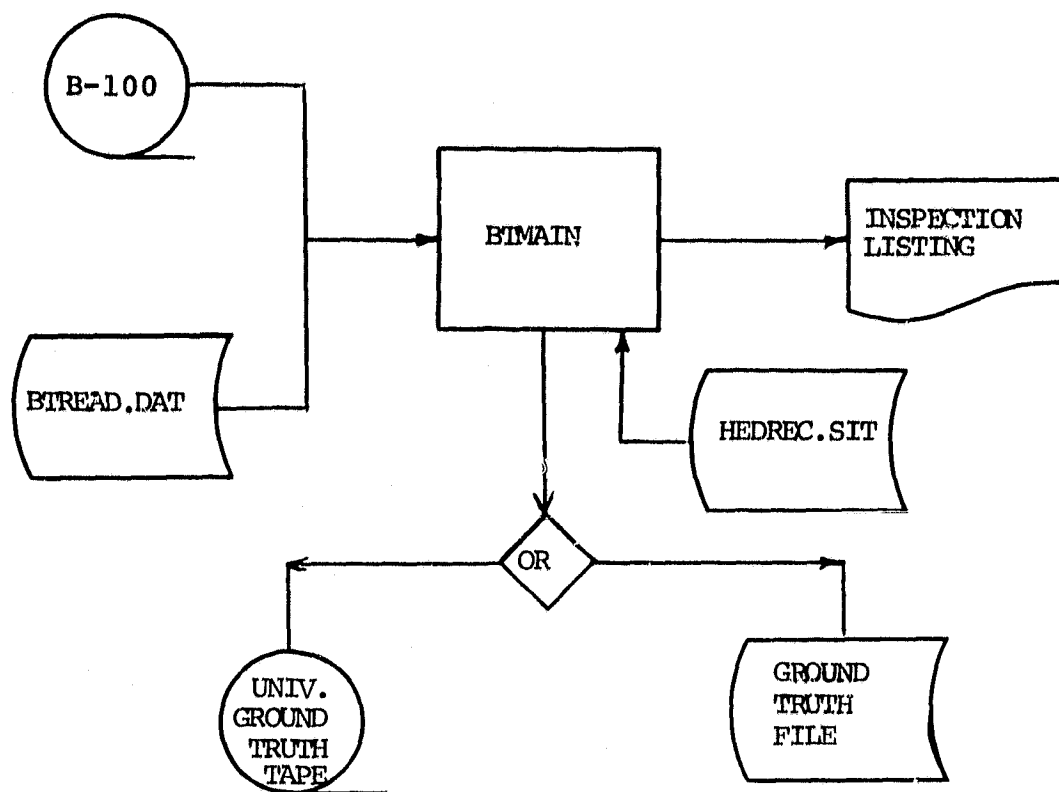 B-100
BTMAIN
INSPECTION
LISTING
BTREAD.DAT
HEDREC.SIT
OR
UNIV.
GROUND
TRUTH
TAPE
GROUND
TRUTH
FILE